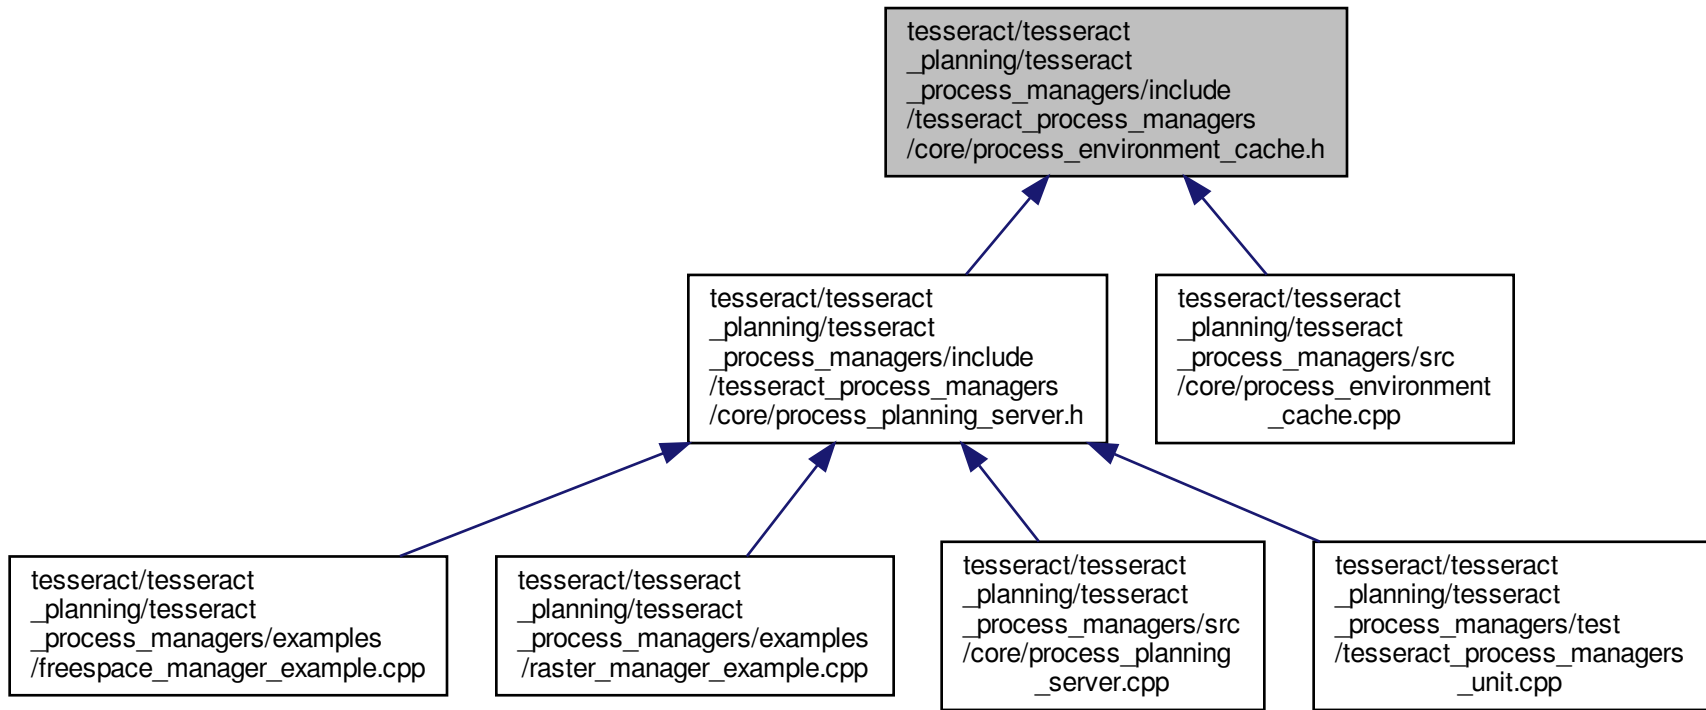 tesseract/tesseract
_planning/tesseract
_process_managers/include
/tesseract_process_managers
/core/process_environment_cache.h
tesseract/tesseract
_planning/tesseract
_process_managers/include
/tesseract_process_managers
/core/process_planning_server.h
tesseract/tesseract
_planning/tesseract
_process_managers/src
/core/process_environment
_cache.cpp
tesseract/tesseract
_planning/tesseract
_process_managers/examples
/freespace_manager_example.cpp
tesseract/tesseract
_planning/tesseract
_process_managers/examples
/raster_manager_example.cpp
tesseract/tesseract
_planning/tesseract
_process_managers/src
/core/process_planning
_server.cpp
tesseract/tesseract
_planning/tesseract
_process_managers/test
/tesseract_process_managers
_unit.cpp